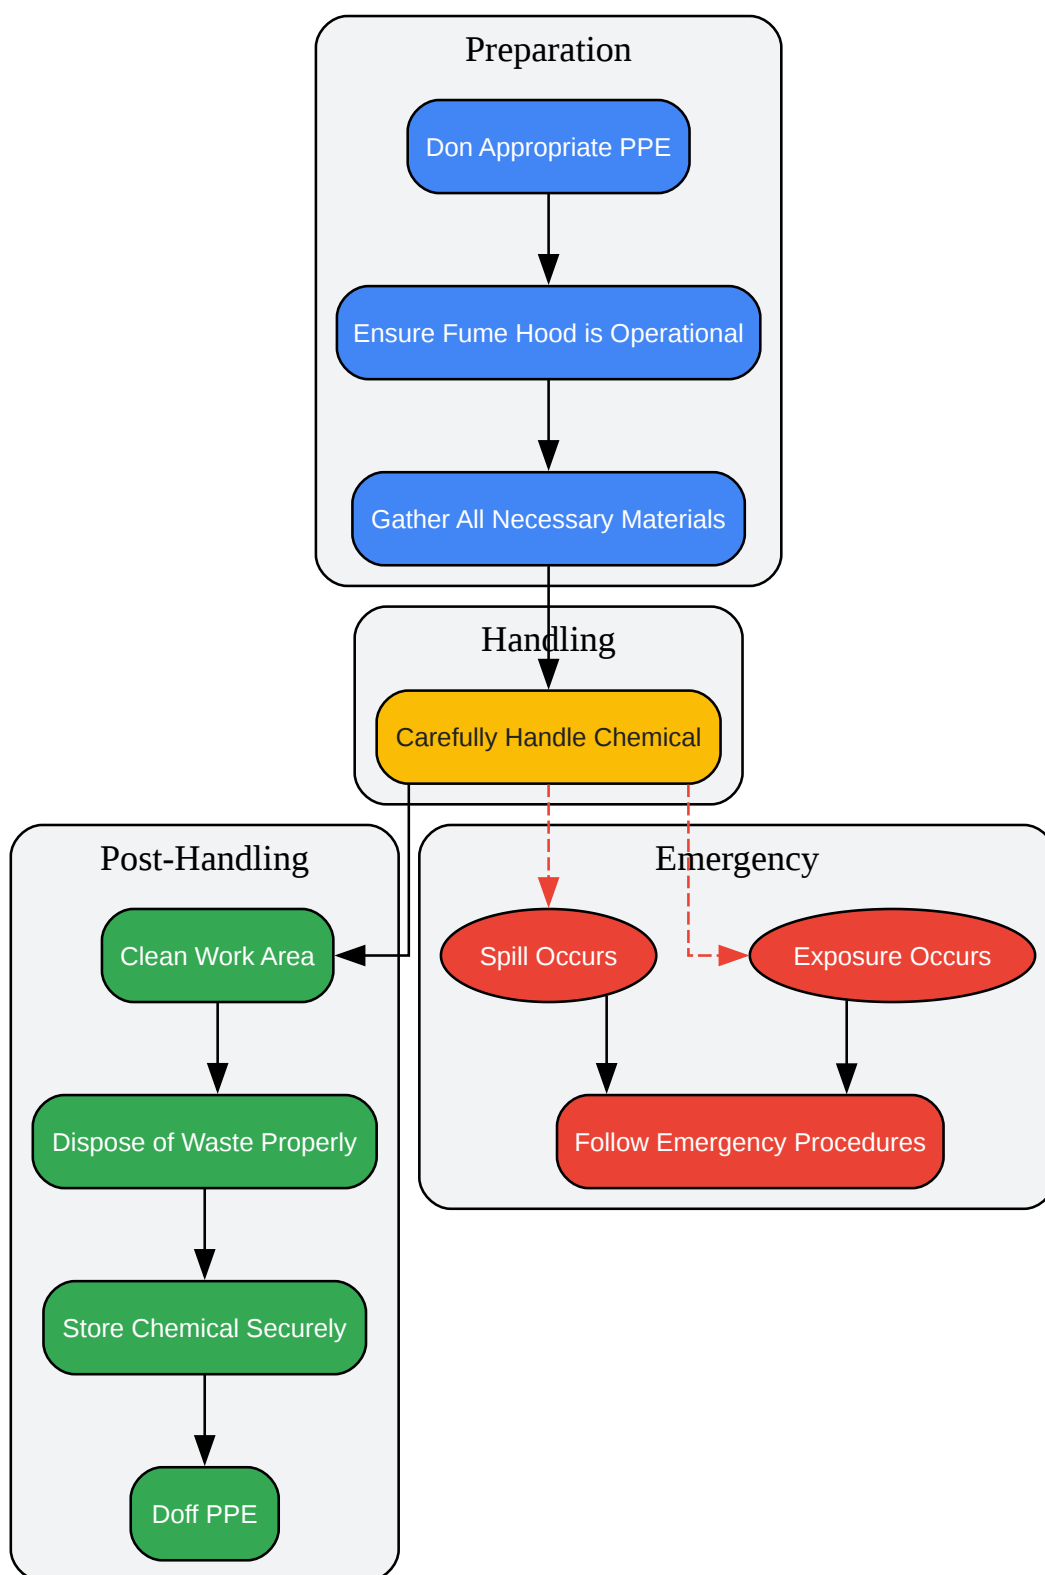 Preparation
Don Appropriate PPE
Ensure Fume Hood is Operational
Gather All Necessary Materials
Handling
Carefully Handle Chemical
Post-Handling
Clean Work Area
Dispose of Waste Properly
Store Chemical Securely
Doff PPE
Emergency
Spill Occurs
Exposure Occurs
Follow Emergency Procedures